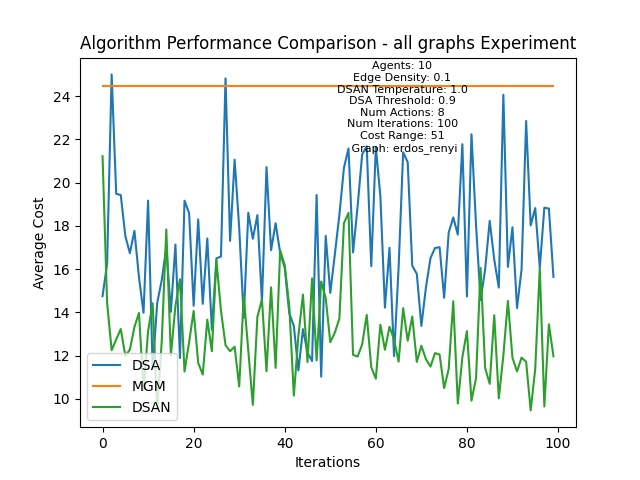 Algorithm Performance Comparison - all graphs Experiment
Agents: 10
Edge Density: 0.1
DSAN Temperature: 1.0
DSA Threshold: 0.9
Num Actions: 8
Num Iterations: 100
Cost Range: 51
Graph: erdos_renyi
Average Cost
24
22
20
18
16
14
12
10
DSA
MGM
DSAN
0
20
40
60
80
100
Iterations